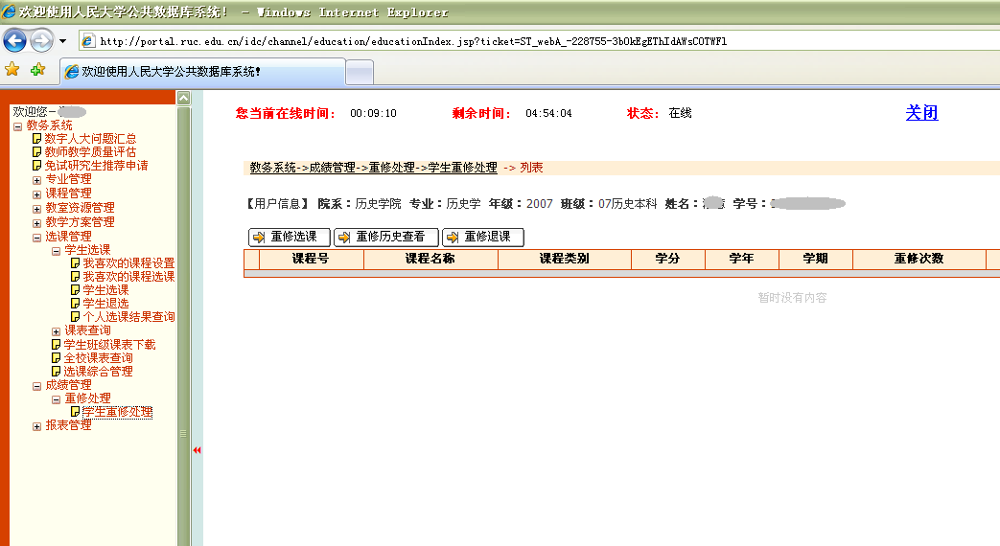 欢迎使用人民大学公共数据库系统! - Windows Internet Explorer
http://portal.ruc.edu.cn/idc/channel/education/educationIndex.jsp?ticket=ST_webA_-228755-3b0kEgEThIdAWsCOTWFl
欢迎使用人民大学公共数据库系统!
欢迎您-
您当前在线时间: 00:09:10 剩余时间: 04:54:04 状态: 在线 关闭
教务系统
数字人大问题汇总
教师教学质量评估
免试研究生推荐申请
专业管理
课程管理
教室资源管理
教学方案管理
选课管理
学生选课
我喜欢的课程设置
我喜欢的课程选课
学生选课
学生退选
个人选课结果查询
课表查询
学生班级课表下载
全校课表查询
选课综合管理
成绩管理
重修处理
学生重修处理
报表管理
教务系统->成绩管理->重修处理->学生重修处理 -> 列表
【用户信息】 院系：历史学院 专业：历史学 年级：2007 班级：07历史本科 姓名： 学号：
重修选课 重修历史查看 重修退课
课程号 课程名称 课程类别 学分 学年 学期 重修次数
暂时没有内容